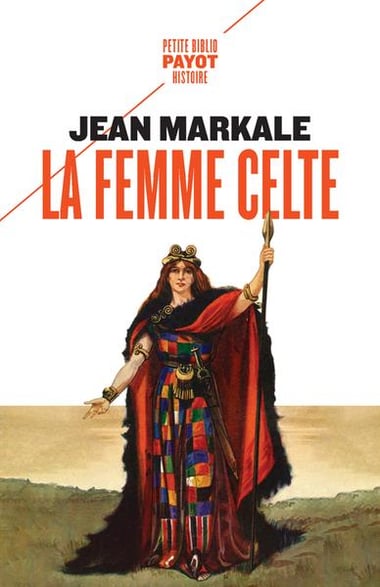 PETITE BIBLIO
PAYOT
HISTOIRE
JEAN MARKALE
LA FEMME CELTE